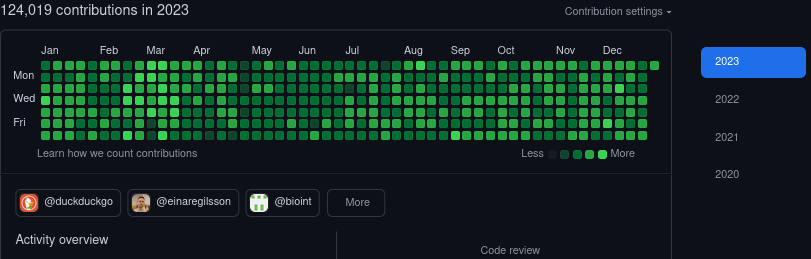 124,019 contributions in 2023
Contribution settings
Jan Feb Mar Apr May Jun Jul Aug Sep Oct Nov Dec
Mon
Wed
Fri
Learn how we count contributions
Less More
2023
2022
2021
2020
@duckduckgo @einaregilsson @bioint More
Activity overview
Code review